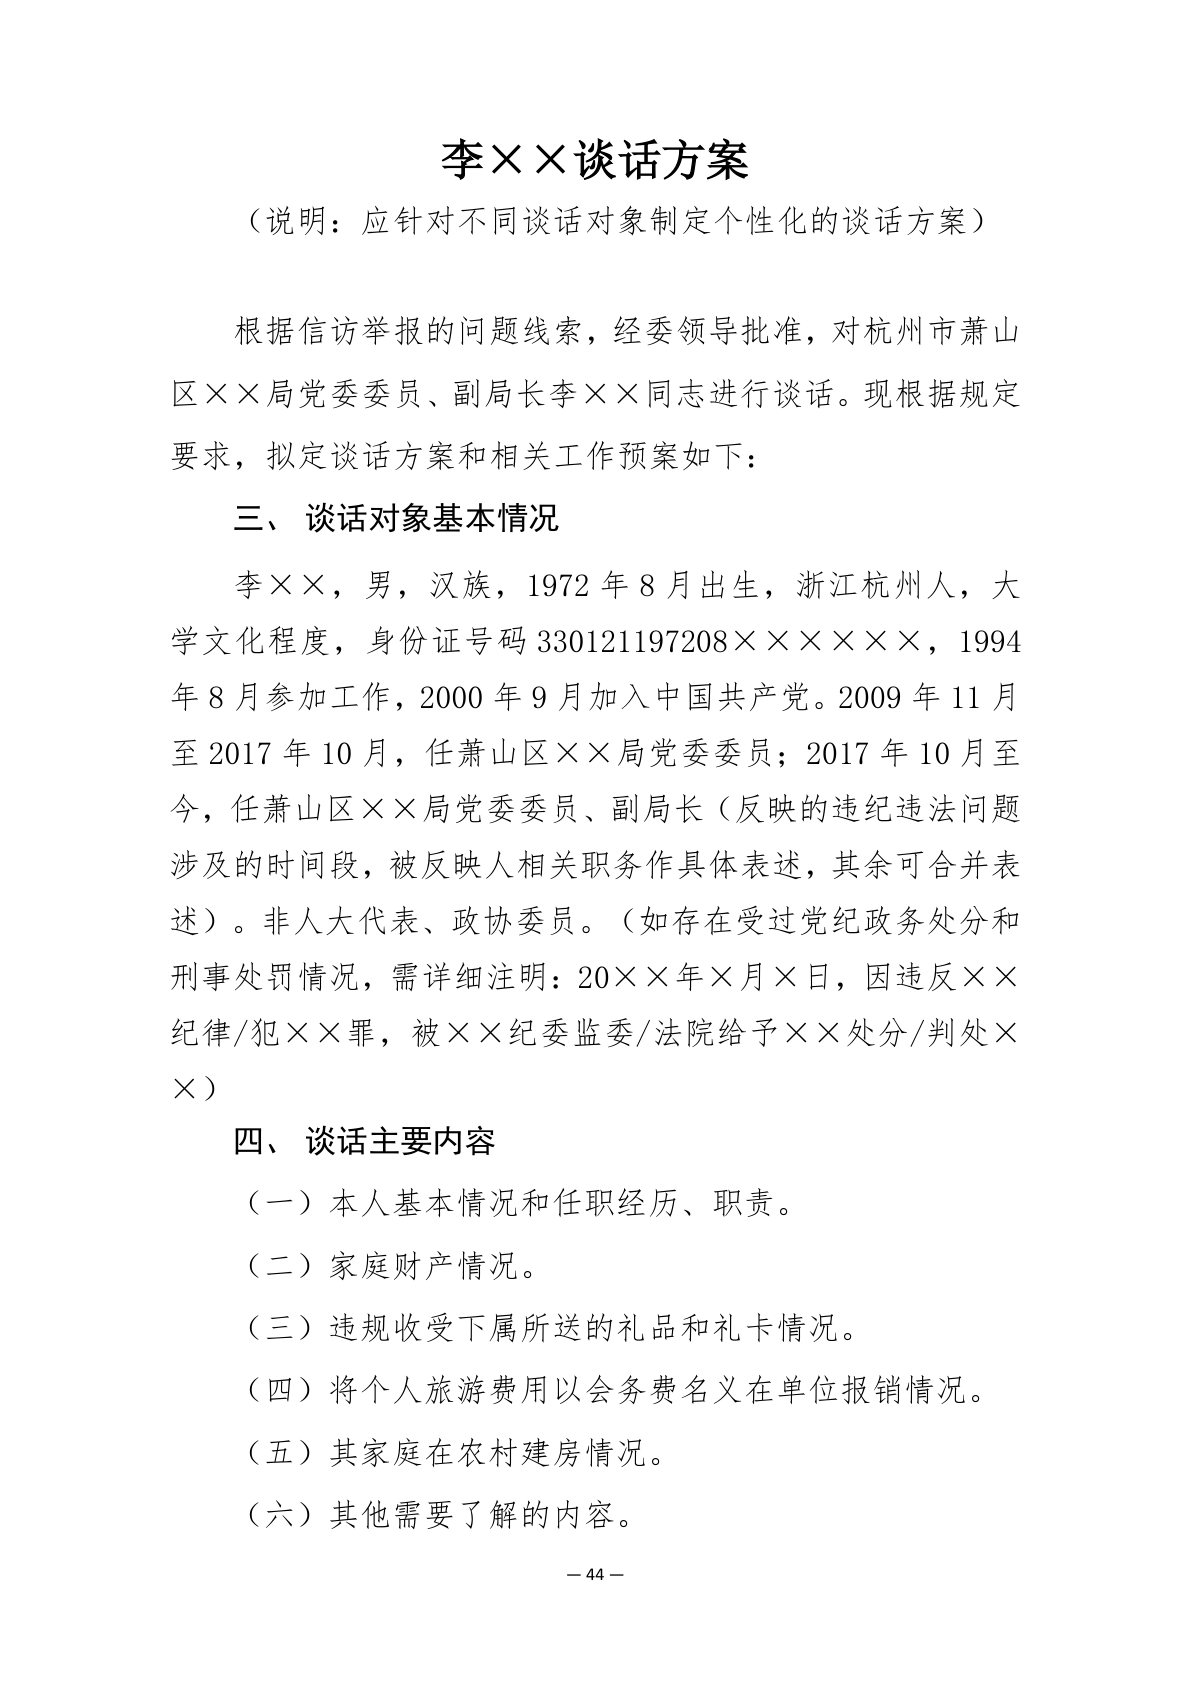 李××谈话方案
（说明：应针对不同谈话对象制定个性化的谈话方案）
根据信访举报的问题线索，经委领导批准，对杭州市萧山
区××局党委委员、副局长李××同志进行谈话。现根据规定
要求，拟定谈话方案和相关工作预案如下：
三、 谈话对象基本情况
李××，男，汉族，1972 年 8 月出生，浙江杭州人，大
学文化程度，身份证号码 330121197208××××××，1994
年 8 月参加工作，2000 年 9 月加入中国共产党。2009 年 11 月
至 2017 年 10 月，任萧山区××局党委委员；2017 年 10 月至
今，任萧山区××局党委委员、副局长（反映的违纪违法问题
涉及的时间段，被反映人相关职务作具体表述，其余可合并表
述）。非人大代表、政协委员。（如存在受过党纪政务处分和
刑事处罚情况，需详细注明：20××年×月×日，因违反××
纪律/犯××罪，被××纪委监委/法院给予××处分/判处×
×）
四、 谈话主要内容
（一）本人基本情况和任职经历、职责。
（二）家庭财产情况。
（三）违规收受下属所送的礼品和礼卡情况。
（四）将个人旅游费用以会务费名义在单位报销情况。
（五）其家庭在农村建房情况。
（六）其他需要了解的内容。
— 44 —